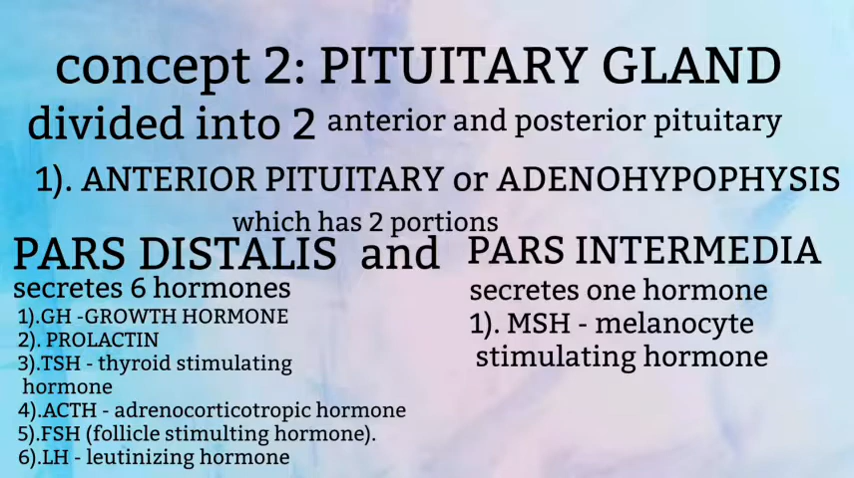 concept 2: PITUITARY GLAND
divided into 2 anterior and posterior pituitary
1). ANTERIOR PITUITARY or ADENOHYPOPHYSIS
which has 2 portions
PARS DISTALIS and PARS INTERMEDIA
secretes 6 hormones
1).GH -GROWTH HORMONE
2). PROLACTIN
3).TSH - thyroid stimulating
hormone
4).ACTH - adrenocorticotropic hormone
5).FSH (follicle stimulting hormone).
6).LH - leutinizing hormone
secretes one hormone
1). MSH - melanocyte
stimulating hormone